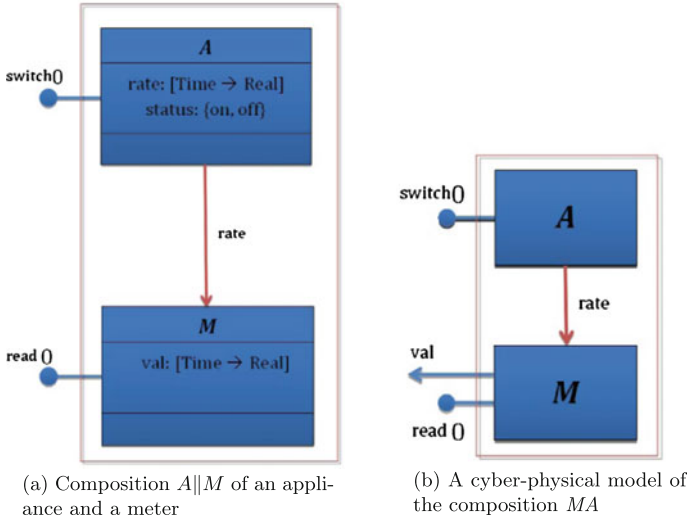 A
switch()
rate: [Time → Real]
status: {on, off}
rate
M
read ()
val: [Time → Real]
(a) Composition A∥M of an appli-
ance and a meter
switch()
A
rate
val
M
read ()
(b) A cyber-physical model of
the composition MA